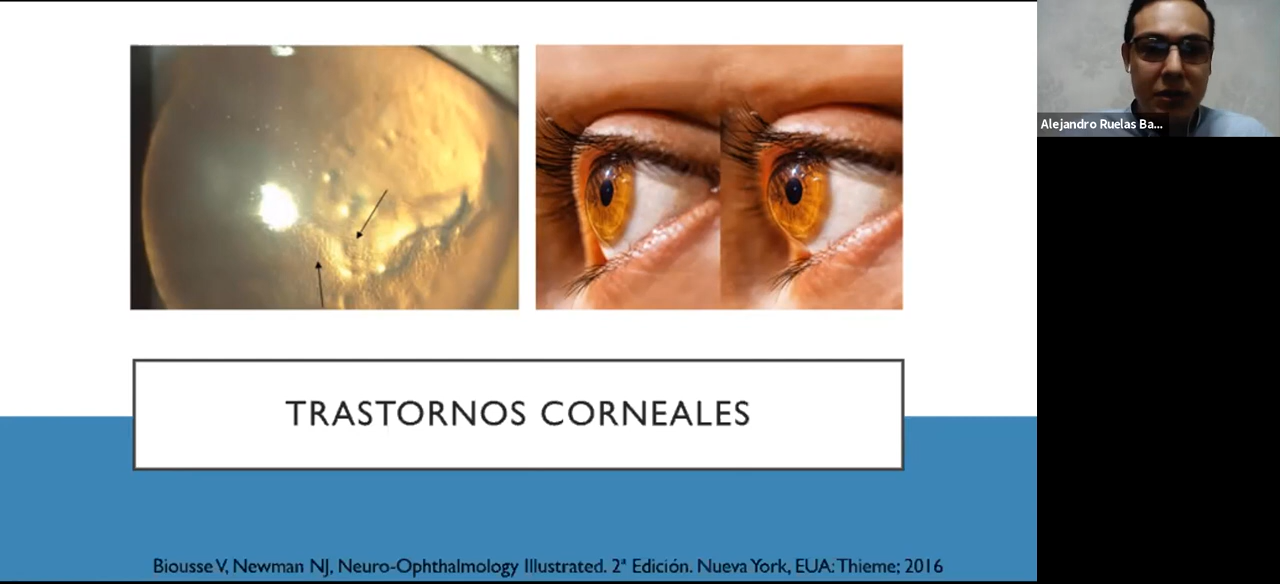 Alejandro Ruelas Ba...
TRASTORNOS CORNEALES
Biousse V, Newman NJ, Neuro-Ophthalmology Illustrated. 2ª Edición. Nueva York, EUA: Thieme; 2016